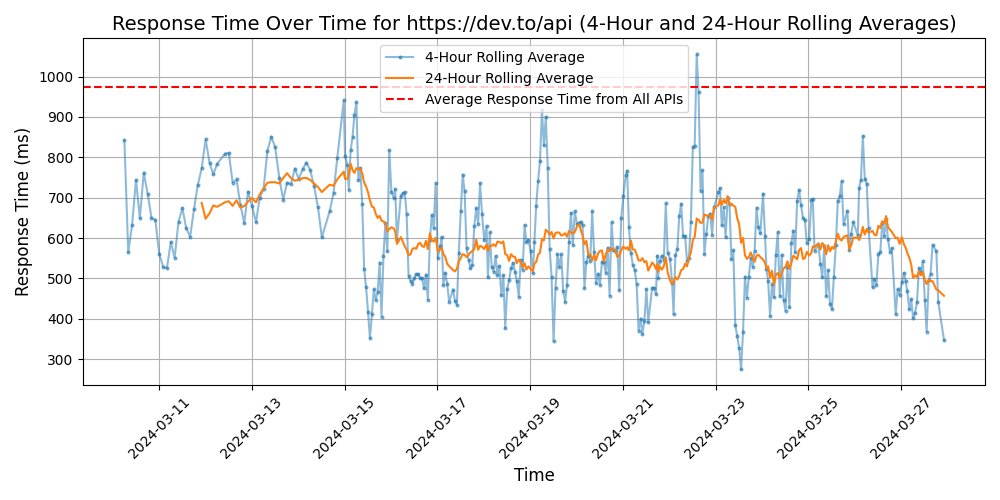 Response Time Over Time for https://dev.to/api (4-Hour and 24-Hour Rolling Averages)
4-Hour Rolling Average
24-Hour Rolling Average
Average Response Time from All APIs
Response Time (ms)
1000
900
800
700
600
500
400
300
2024-03-11
2024-03-13
2024-03-15
2024-03-17
2024-03-19
2024-03-21
2024-03-23
2024-03-25
2024-03-27
Time